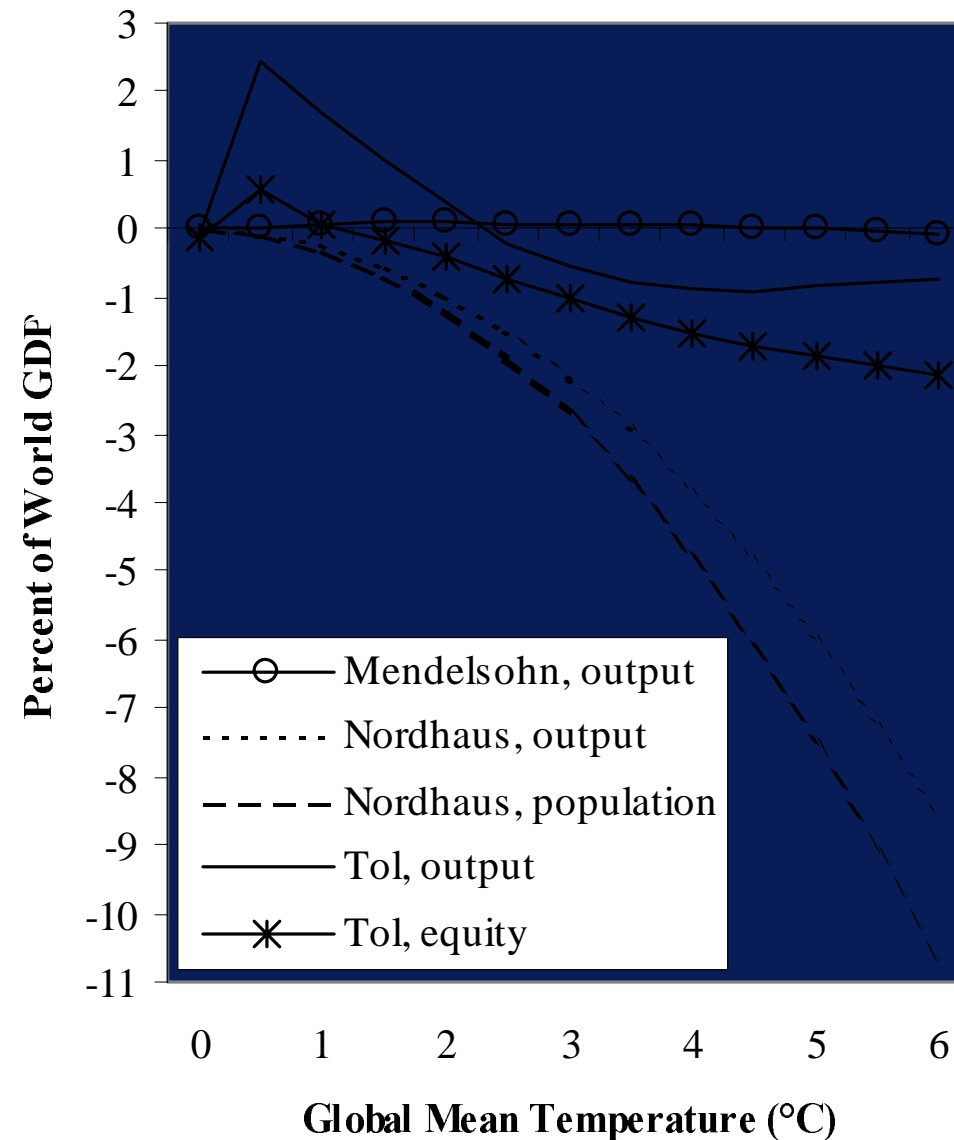 3
2
1
0
-1
-2
-3
-4
-5
-6
-7
-8
-9
-10
-11
Percent of World GDP
Mendelsohn, output
Nordhaus, output
Nordhaus, population
Tol, output
Tol, equity
0 1 2 3 4 5 6
Global Mean Temperature (°C)